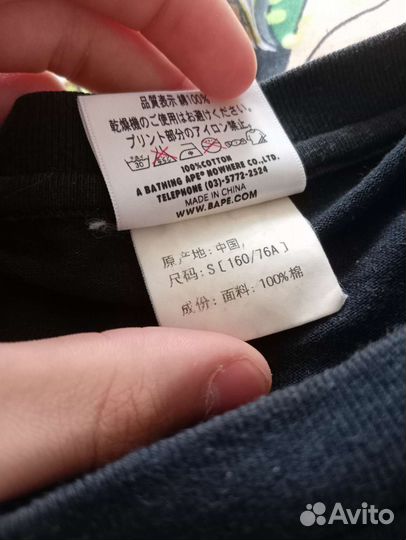 品質表示 綿100%
乾燥機のご使用はお避けください。
プリント部分のアイロン禁止。
100%COTTON
A BATHING APE® NOWHERE CO.,LTD.
TELEPHONE (03)-5772-2524
MADE IN CHINA
WWW.BAPE.COM
原产地: 中国,
尺码: S [160/76A]
成份: 面料: 100%棉
Avito